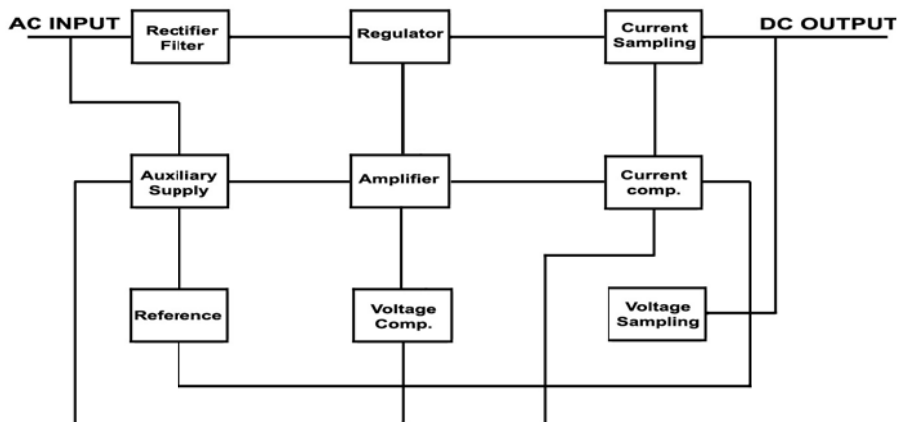 AC INPUT
Rectifier
Filter
Regulator
Current
Sampling
DC OUTPUT
Auxiliary
Supply
Amplifier
Current
comp.
Reference
Voltage
Comp.
Voltage
Sampling